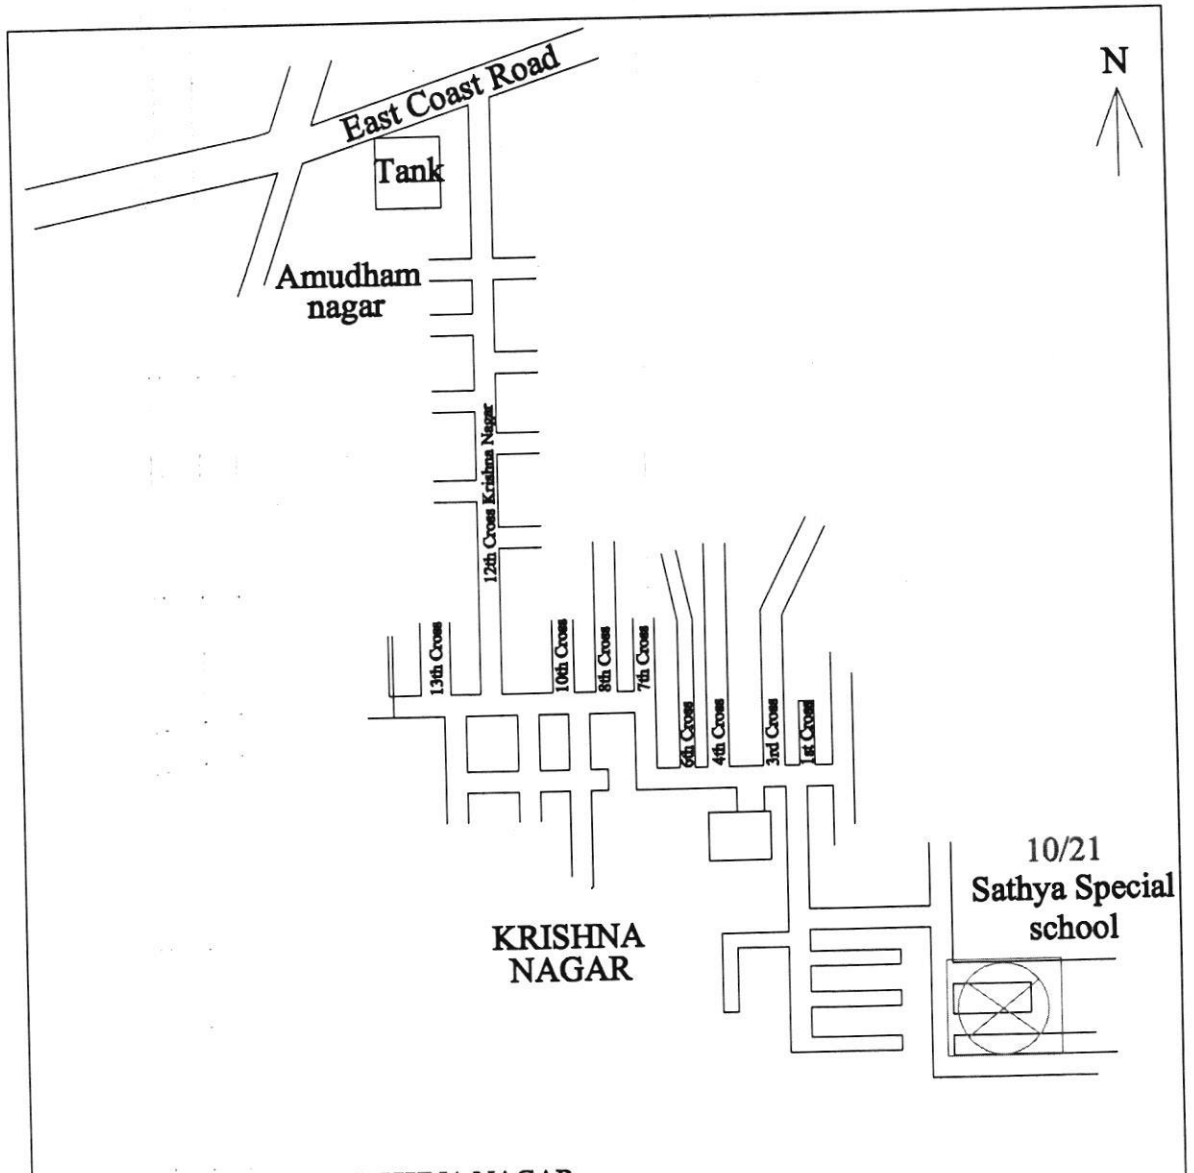 N
East Coast Road
Tank
Amudham
nagar
12th Cross Krishna Nagar
13th Cross
10th Cross
8th Cross
7th Cross
6th Cross
4th Cross
3rd Cross
1st Cross
10/21
Sathya Special
school
KRISHNA
NAGAR
NAGAR